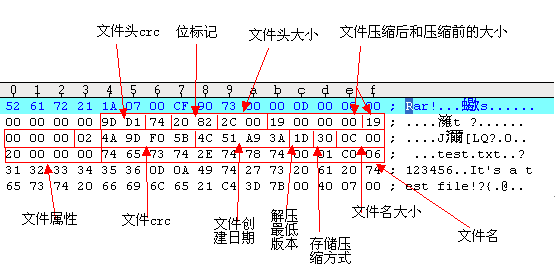 文件头crc 位标记 文件头大小 文件压缩后和压缩前的大小
0 1 2 3 4 5 6 7 8 9 a b c d e f
52 61 72 21 1A 07 00 CF 90 73 00 00 0D 00 00 00 ; Rar!...蠍s......
00 00 00 00 9D D1 74 20 82 2C 00 19 00 00 00 19
00 00 00 02 4A 9D F0 5B 4C 51 A9 3A 1D 30 0C 00
20 00 00 00 74 65 73 74 2E 74 78 74 00 01 C0 06 ; ...test.txt..?
31 32 33 34 35 36 0D 0A 49 74 27 73 20 61 20 74 ; 123456..It's a t
65 73 74 20 66 69 6C 65 21 C4 3D 7B 00 40 07 00 ; est file!?{.@..
文件属性 文件crc 文件创建日期 解压最低版本 存储压缩方式 文件名大小 文件名